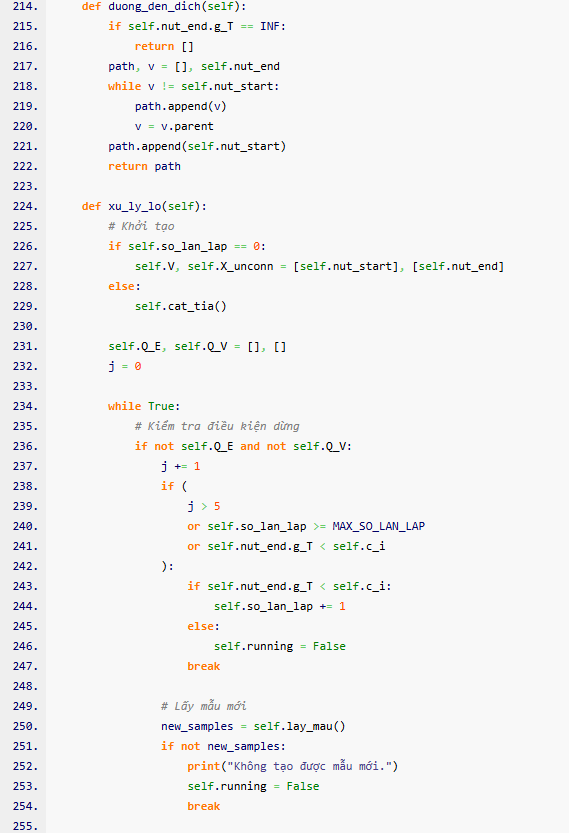 214.     def duong_den_dich(self):
215.         if self.nut_end.g_T == INF:
216.             return []
217.         path, v = [], self.nut_end
218.         while v != self.nut_start:
219.             path.append(v)
220.             v = v.parent
221.         path.append(self.nut_start)
222.         return path
223.
224.     def xu_ly_lo(self):
225.         # Khởi tạo
226.         if self.so_lan_lap == 0:
227.             self.V, self.X_unconn = [self.nut_start], [self.nut_end]
228.         else:
229.             self.cat_tia()
230.
231.         self.Q_E, self.Q_V = [], []
232.         j = 0
233.
234.         while True:
235.             # Kiểm tra điều kiện dừng
236.             if not self.Q_E and not self.Q_V:
237.                 j += 1
238.                 if (
239.                     j > 5
240.                     or self.so_lan_lap >= MAX_SO_LAN_LAP
241.                     or self.nut_end.g_T < self.c_i
242.                 ):
243.                     if self.nut_end.g_T < self.c_i:
244.                         self.so_lan_lap += 1
245.                     else:
246.                         self.running = False
247.                     break
248.
249.                 # Lấy mẫu mới
250.                 new_samples = self.lay_mau()
251.                 if not new_samples:
252.                     print("Không tạo được mẫu mới.")
253.                     self.running = False
254.                     break
255.